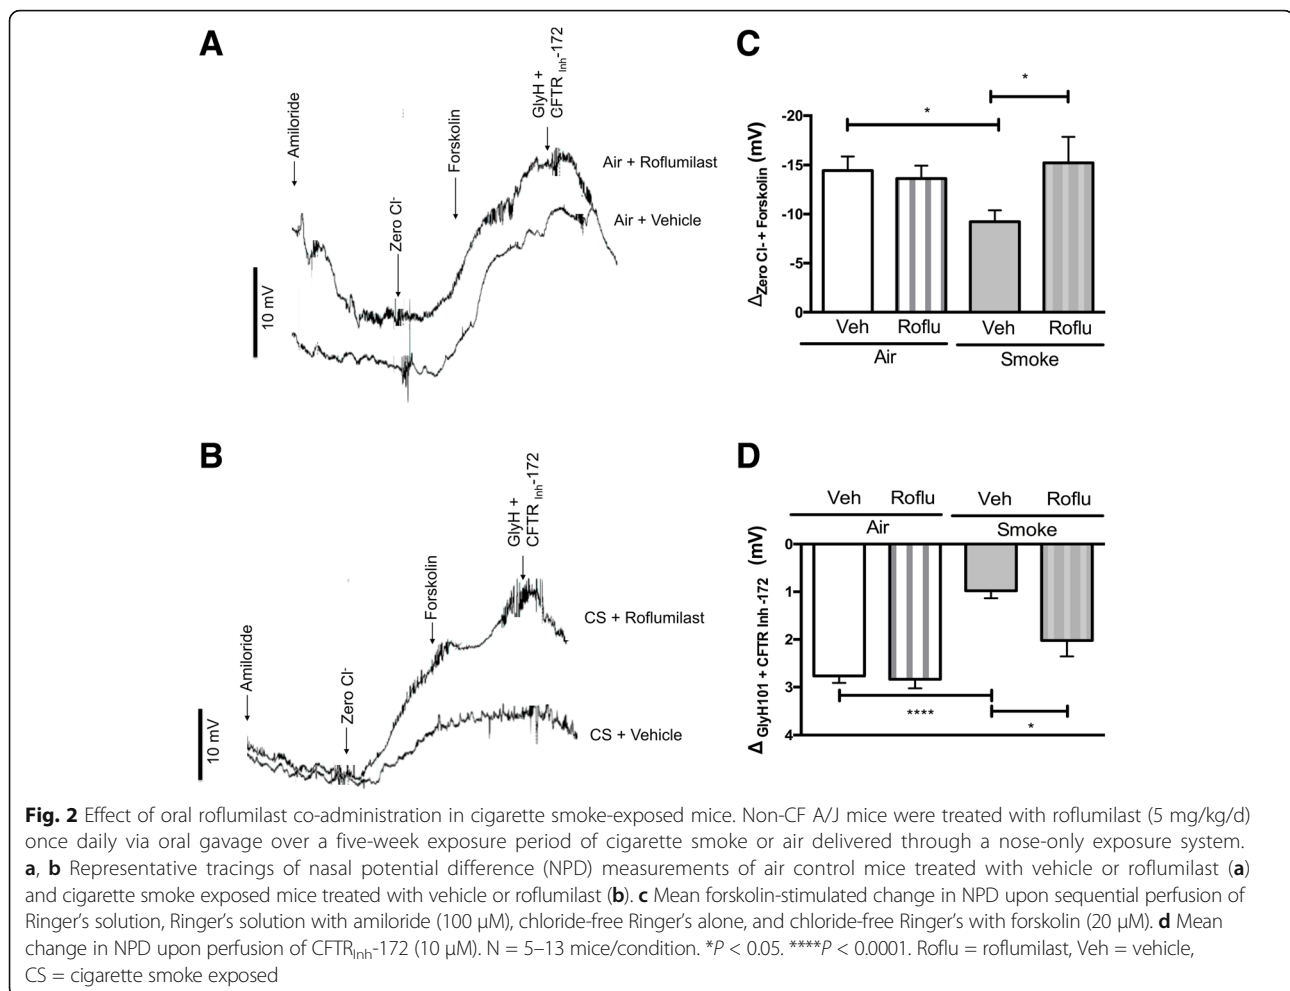 A
Amiloride
Zero Cl-
Forskolin
GlyH +
CFTR Inh-172
Air + Roflumilast
Air + Vehicle
10 mV
C
*
*
Δ Zero Cl- + Forskolin (mV)
-20
-15
-10
-5
0
Veh Roflu Veh Roflu
Air Smoke
B
Amiloride
Zero Cl-
Forskolin
GlyH +
CFTR Inh-172
CS + Roflumilast
CS + Vehicle
10 mV
D
Veh Roflu Veh Roflu
Air Smoke
Δ GlyH101 + CFTR Inh -172 (mV)
0
1
2
3
4
****
*
Fig. 2 Effect of oral roflumilast co-administration in cigarette smoke-exposed mice. Non-CF A/J mice were treated with roflumilast (5 mg/kg/d)
once daily via oral gavage over a five-week exposure period of cigarette smoke or air delivered through a nose-only exposure system.
a, b Representative tracings of nasal potential difference (NPD) measurements of air control mice treated with vehicle or roflumilast (a)
and cigarette smoke exposed mice treated with vehicle or roflumilast (b). c Mean forskolin-stimulated change in NPD upon sequential perfusion of
Ringer's solution, Ringer's solution with amiloride (100 μM), chloride-free Ringer's alone, and chloride-free Ringer's with forskolin (20 μM). d Mean
change in NPD upon perfusion of CFTRInh-172 (10 μM). N = 5–13 mice/condition. *P < 0.05. ****P < 0.0001. Roflu = roflumilast, Veh = vehicle,
CS = cigarette smoke exposed